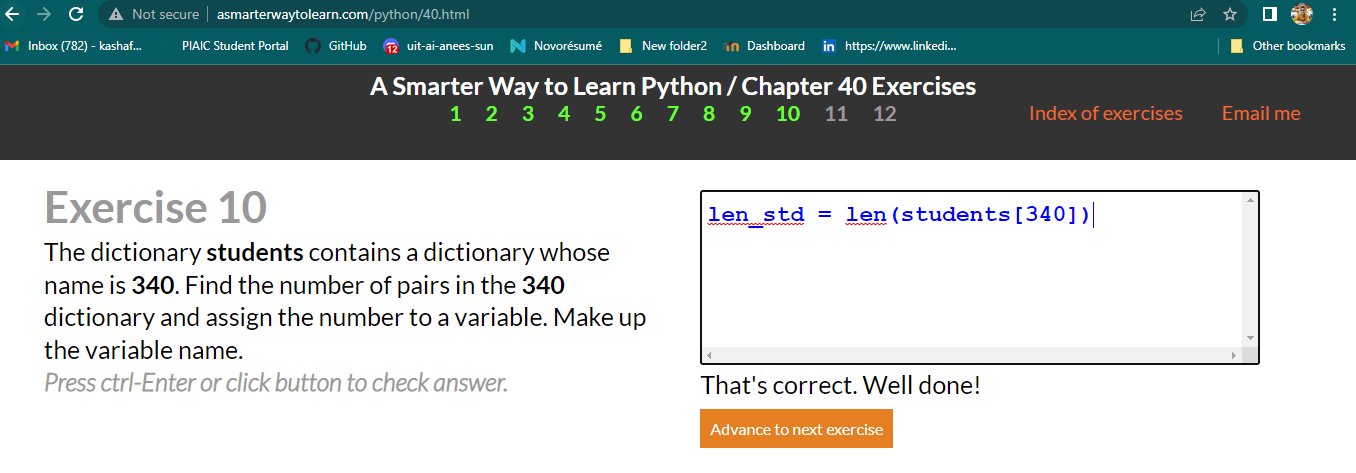 Not secure | asmarterwaytolearn.com/python/40.html
Inbox (782) - kashaf... PIAIC Student Portal GitHub 12 uit-ai-anees-sun Novorésumé New folder2 Dashboard in https://www.linkedi... Other bookmarks
A Smarter Way to Learn Python / Chapter 40 Exercises
1 2 3 4 5 6 7 8 9 10 11 12 Index of exercises Email me
Exercise 10
The dictionary students contains a dictionary whose
name is 340. Find the number of pairs in the 340
dictionary and assign the number to a variable. Make up
the variable name.
Press ctrl-Enter or click button to check answer.
len_std = len(students[340])
That's correct. Well done!
Advance to next exercise